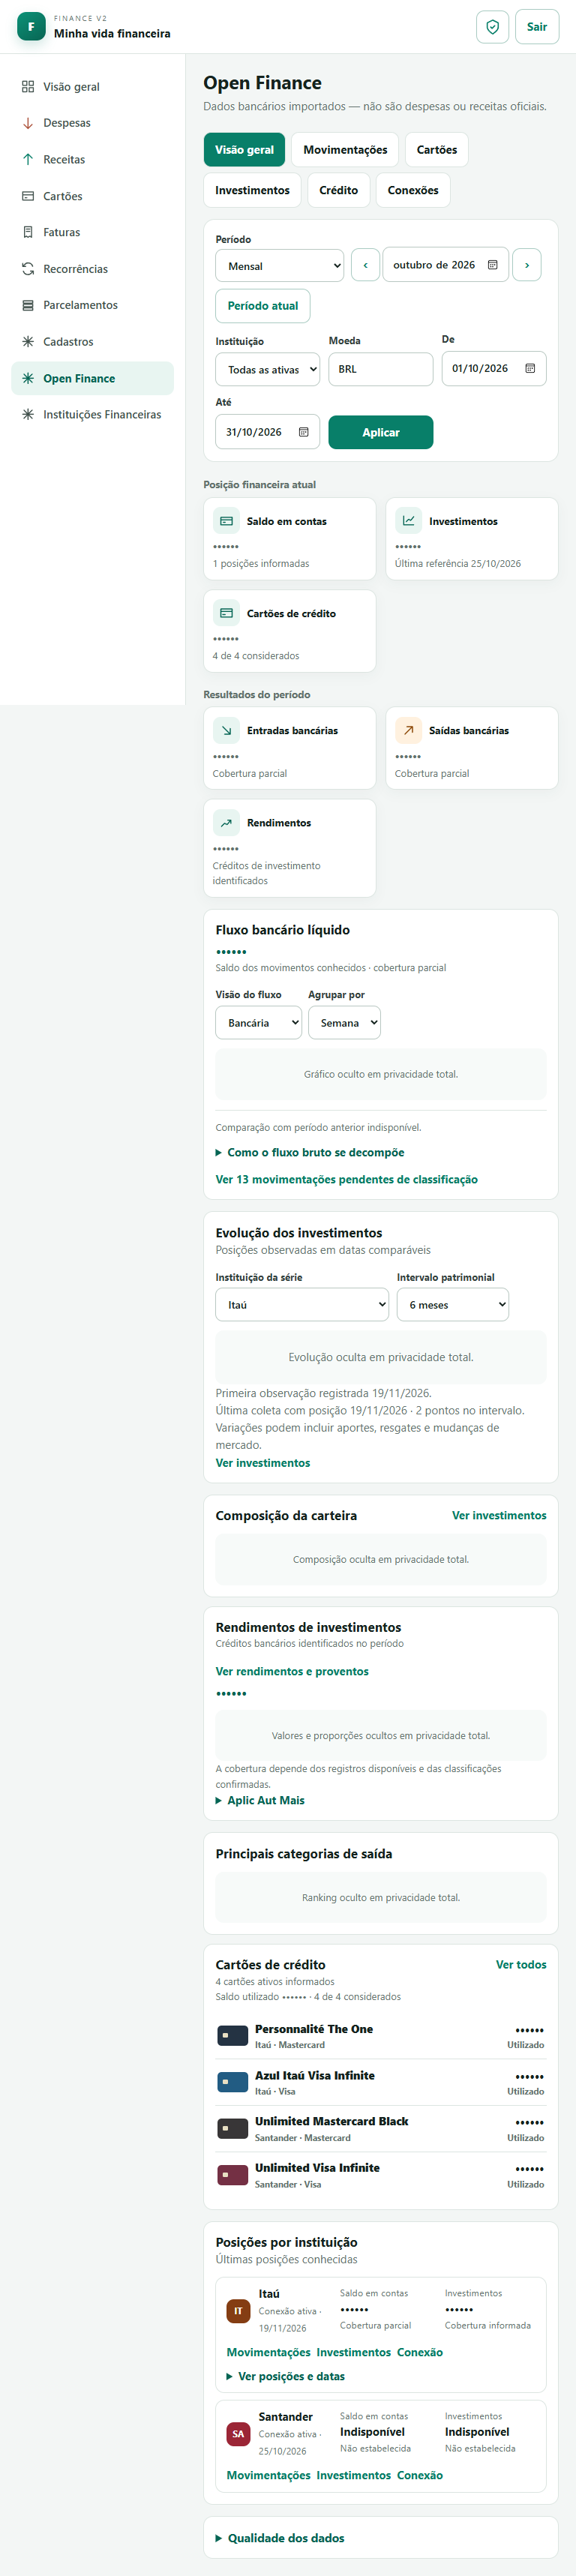 F
FINANCE V2
Minha vida financeira
Sair
Visão geral
Despesas
Receitas
Cartões
Faturas
Recorrências
Parcelamentos
Cadastros
Open Finance
Instituições Financeiras
Open Finance
Dados bancários importados — não são despesas ou receitas oficiais.
Visão geral
Movimentações
Cartões
Investimentos
Crédito
Conexões
Período
Mensal
‹
outubro de 2026
›
Período atual
Instituição
Moeda
De
Todas as ativas
BRL
01/10/2026
Até
31/10/2026
Aplicar
Posição financeira atual
Saldo em contas
••••••
1 posições informadas
Investimentos
••••••
Última referência 25/10/2026
Cartões de crédito
••••••
4 de 4 considerados
Resultados do período
Entradas bancárias
••••••
Cobertura parcial
Saídas bancárias
••••••
Cobertura parcial
Rendimentos
••••••
Créditos de investimento
identificados
Fluxo bancário líquido
••••••
Saldo dos movimentos conhecidos · cobertura parcial
Visão do fluxo
Agrupar por
Bancária
Semana
Gráfico oculto em privacidade total.
Comparação com período anterior indisponível.
Como o fluxo bruto se decompõe
Ver 13 movimentações pendentes de classificação
Evolução dos investimentos
Posições observadas em datas comparáveis
Instituição da série
Intervalo patrimonial
Itaú
6 meses
Evolução oculta em privacidade total.
Primeira observação registrada 19/11/2026.
Última coleta com posição 19/11/2026 · 2 pontos no intervalo.
Variações podem incluir aportes, resgates e mudanças de
mercado.
Ver investimentos
Composição da carteira
Ver investimentos
Composição oculta em privacidade total.
Rendimentos de investimentos
Créditos bancários identificados no período
Ver rendimentos e proventos
••••••
Valores e proporções ocultos em privacidade total.
A cobertura depende dos registros disponíveis e das classificações
confirmadas.
Aplic Aut Mais
Principais categorias de saída
Ranking oculto em privacidade total.
Cartões de crédito
Ver todos
4 cartões ativos informados
Saldo utilizado •••••• · 4 de 4 considerados
Personnalité The One
••••••
Itaú · Mastercard
Utilizado
Azul Itaú Visa Infinite
••••••
Itaú · Visa
Utilizado
Unlimited Mastercard Black
••••••
Santander · Mastercard
Utilizado
Unlimited Visa Infinite
••••••
Santander · Visa
Utilizado
Posições por instituição
Últimas posições conhecidas
IT
Itaú
Conexão ativa ·
19/11/2026
Saldo em contas
••••••
Cobertura parcial
Investimentos
••••••
Cobertura informada
Movimentações Investimentos Conexão
Ver posições e datas
SA
Santander
Conexão ativa ·
25/10/2026
Saldo em contas
Indisponível
Não estabelecida
Investimentos
Indisponível
Não estabelecida
Movimentações Investimentos Conexão
Qualidade dos dados